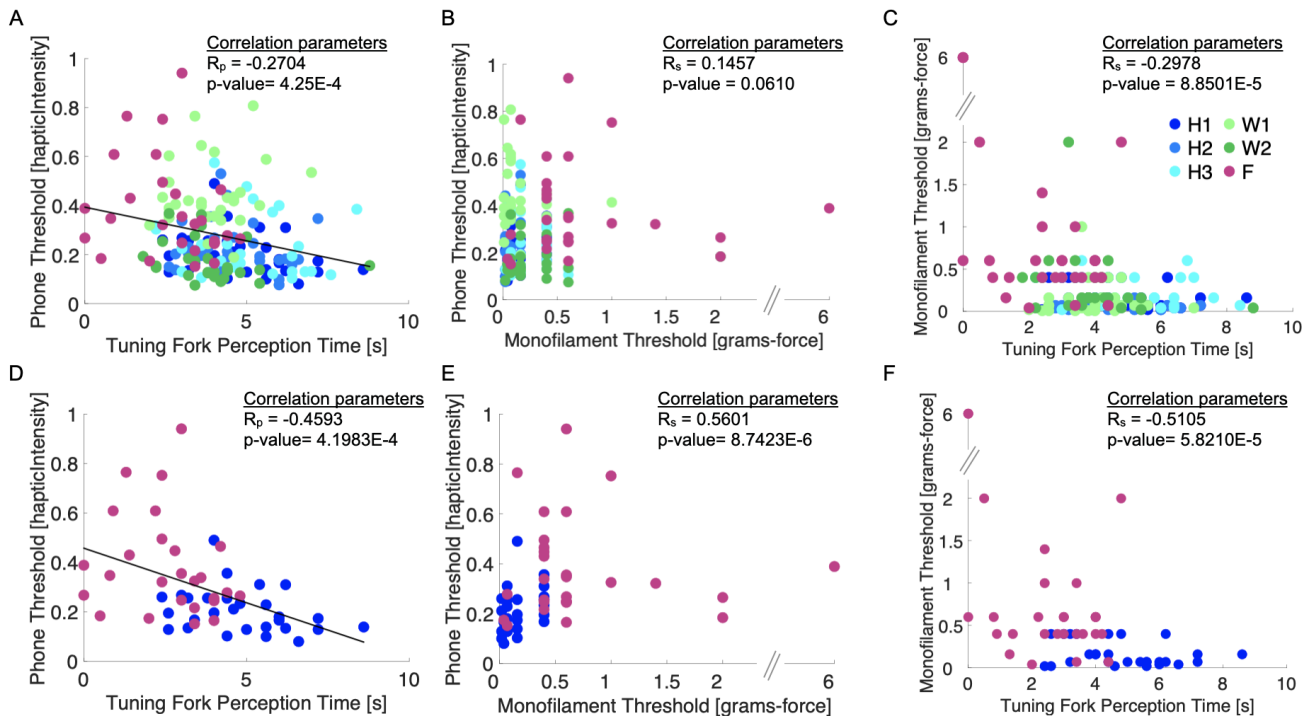 A
Correlation parameters
Rp = -0.2704
p-value= 4.25E-4
Phone Threshold [hapticIntensity]
1
0.8
0.6
0.4
0.2
0
0 5 10
Tuning Fork Perception Time [s]
B
Correlation parameters
Rs = 0.1457
p-value = 0.0610
Phone Threshold [hapticIntensity]
1
0.8
0.6
0.4
0.2
0
0 0.5 1.0 1.5 2.0 6
Monofilament Threshold [grams-force]
C
Correlation parameters
Rs = -0.2978
p-value = 8.8501E-5
Monofilament Threshold [grams-force]
6
2
1.5
1
0.5
0
H1 W1
H2 W2
H3 F
0 2 4 6 8 10
Tuning Fork Perception Time [s]
D
Correlation parameters
Rp = -0.4593
p-value= 4.1983E-4
Phone Threshold [hapticIntensity]
1
0.8
0.6
0.4
0.2
0
0 5 10
Tuning Fork Perception Time [s]
E
Correlation parameters
Rs = 0.5601
p-value= 8.7423E-6
Phone Threshold [hapticIntensity]
1
0.8
0.6
0.4
0.2
0
0 0.5 1.0 1.5 2.0 6
Monofilament Threshold [grams-force]
F
Correlation parameters
Rs = -0.5105
p-value= 5.8210E-5
Monofilament Threshold [grams-force]
6
2
1.5
1
0.5
0
0 2 4 6 8 10
Tuning Fork Perception Time [s]